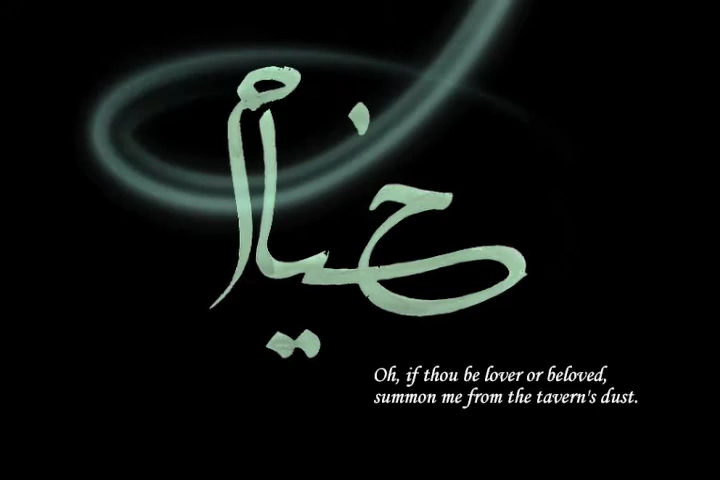 خیام
Oh, if thou be lover or beloved,
summon me from the tavern's dust.